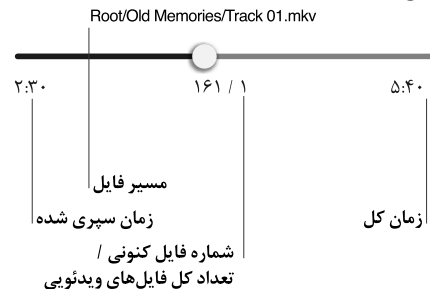 Root/Old Memories/Track 01.mkv
۲:۳۰
۱۶۱ / ۱
۵:۴۰
مسیر فایل
زمان سپری شده
زمان کل
شماره فایل کنونی /
تعداد کل فایل‌های ویدئویی